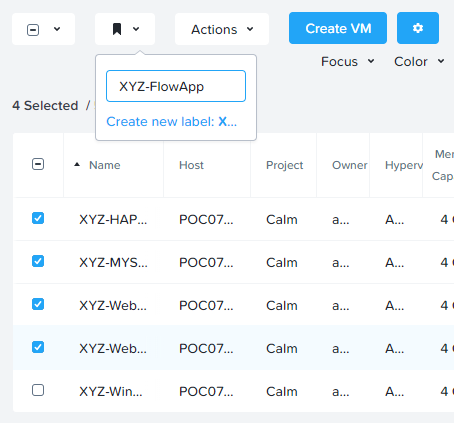 Actions
Create VM
Focus
Color
4 Selected /
XYZ-FlowApp
Create new label: X...
Name Host Project Owner Hyperv
XYZ-HAP... POC07... Calm a... A... 4
XYZ-MYS... POC07... Calm a... A... 4
XYZ-Web... POC07... Calm a... A... 4
XYZ-Web... POC07... Calm a... A... 4
XYZ-Win... POC07... Calm a... A... 4